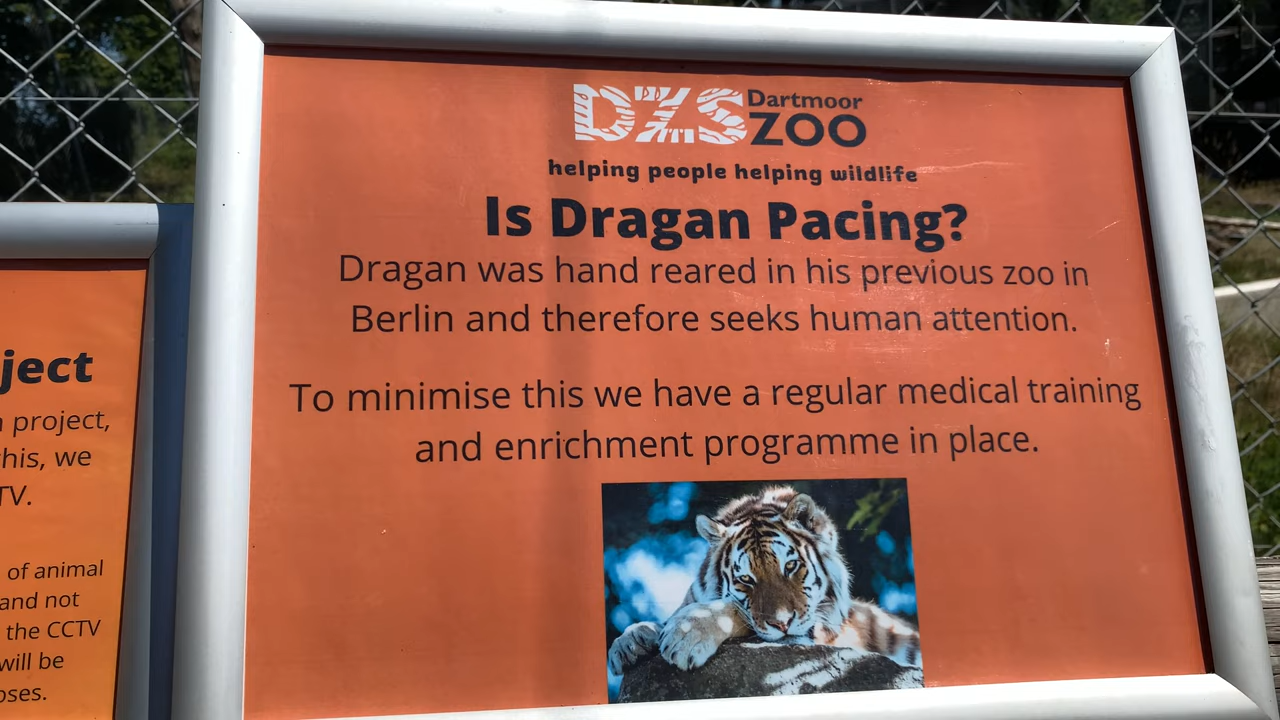 DZS Dartmoor
ZOO
helping people helping wildlife
Is Dragan Pacing?
Dragan was hand reared in his previous zoo in
Berlin and therefore seeks human attention.
To minimise this we have a regular medical training
and enrichment programme in place.
ject
project,
this, we
TV.
of animal
and not
the CCTV
will be
oses.